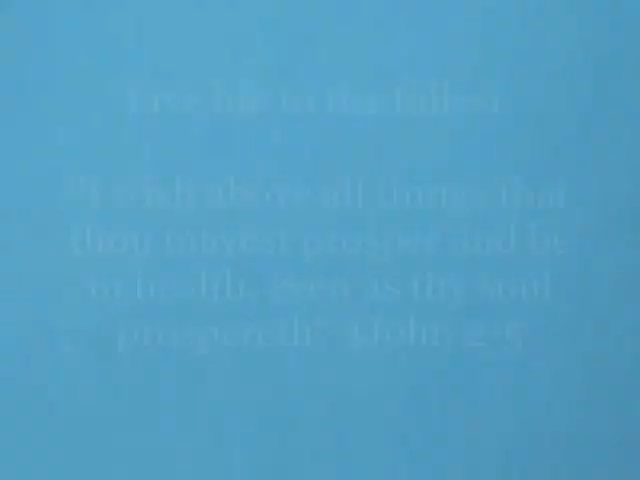 Live life to the fullest
"I wish above all things that
thou mayest prosper and be
in health, even as thy soul
prospereth" 3John